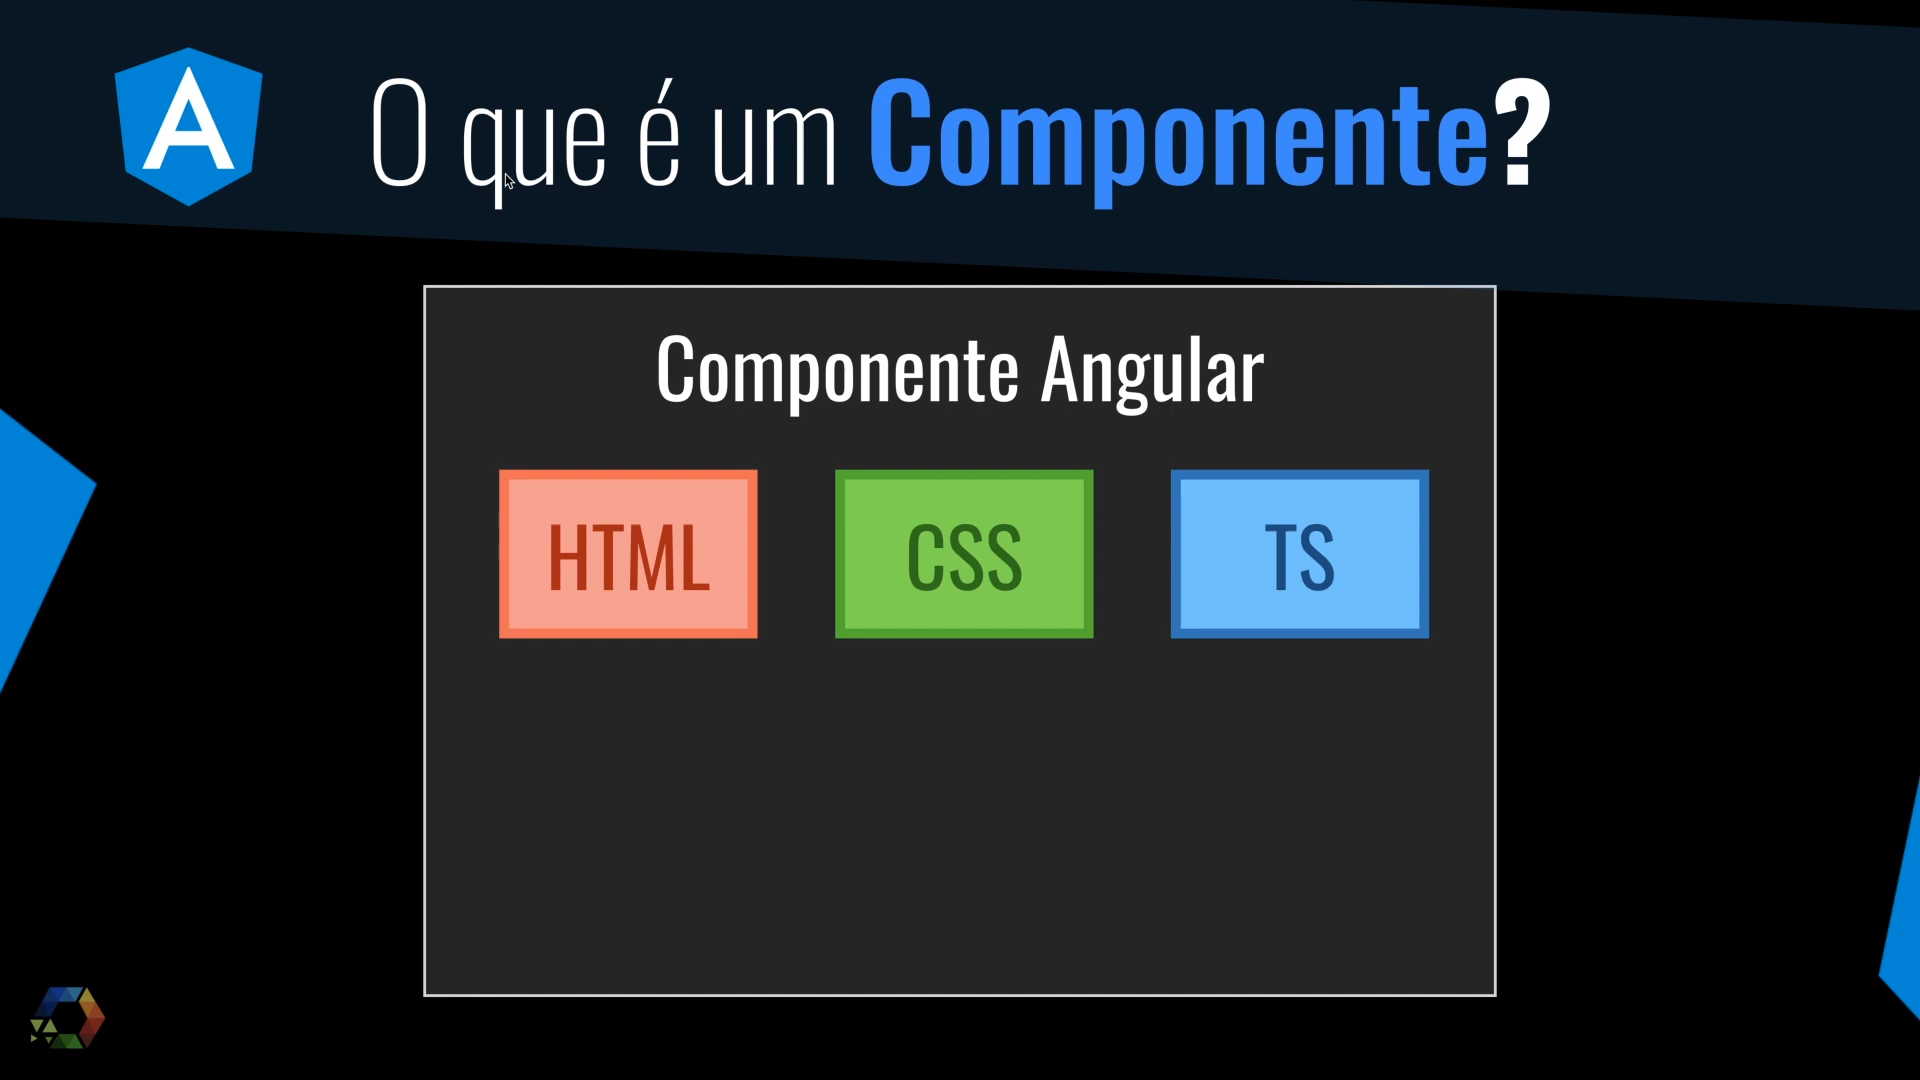 A
O que é um Componente?
Componente Angular
HTML
CSS
TS